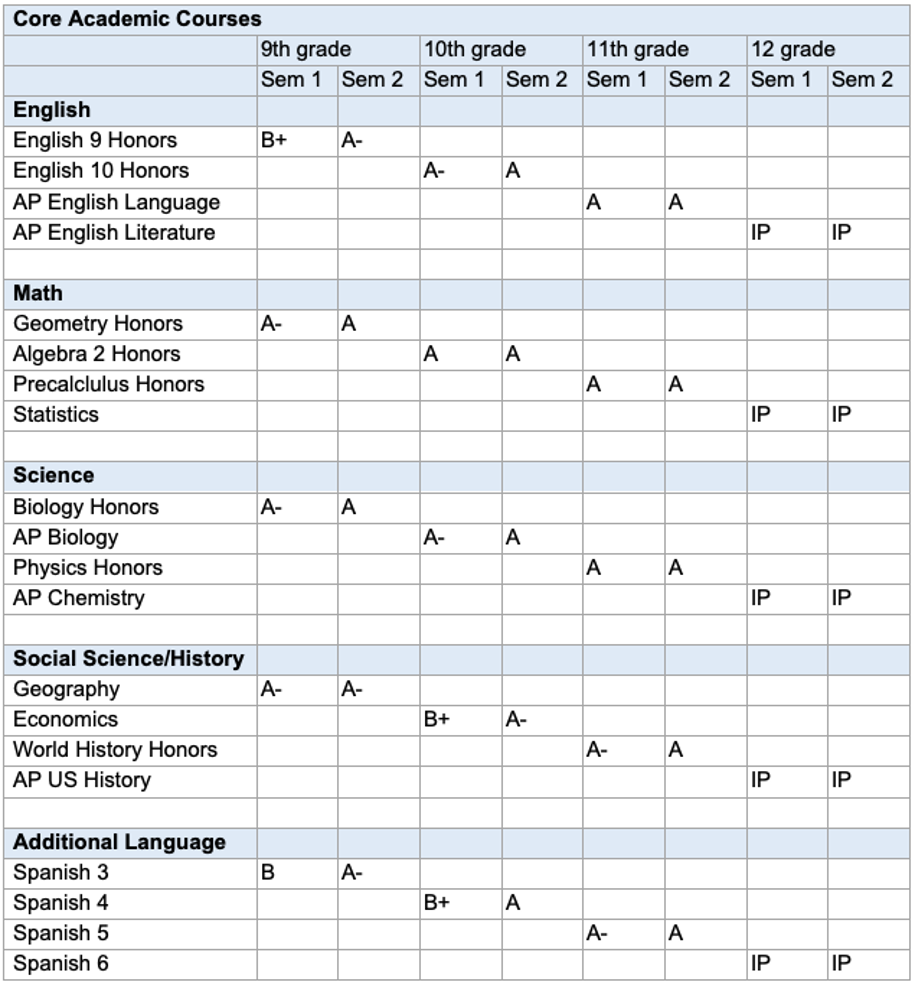 Core Academic Courses
9th grade 10th grade 11th grade 12 grade
Sem 1 Sem 2 Sem 1 Sem 2 Sem 1 Sem 2 Sem 1 Sem 2
English
English 9 Honors B+ A-
English 10 Honors A- A
AP English Language A A
AP English Literature IP IP
Math
Geometry Honors A- A
Algebra 2 Honors A A
Precalclulus Honors A A
Statistics IP IP
Science
Biology Honors A- A
AP Biology A- A
Physics Honors A A
AP Chemistry IP IP
Social Science/History
Geography A- A-
Economics B+ A-
World History Honors A- A
AP US History IP IP
Additional Language
Spanish 3 B A-
Spanish 4 B+ A
Spanish 5 A- A
Spanish 6 IP IP